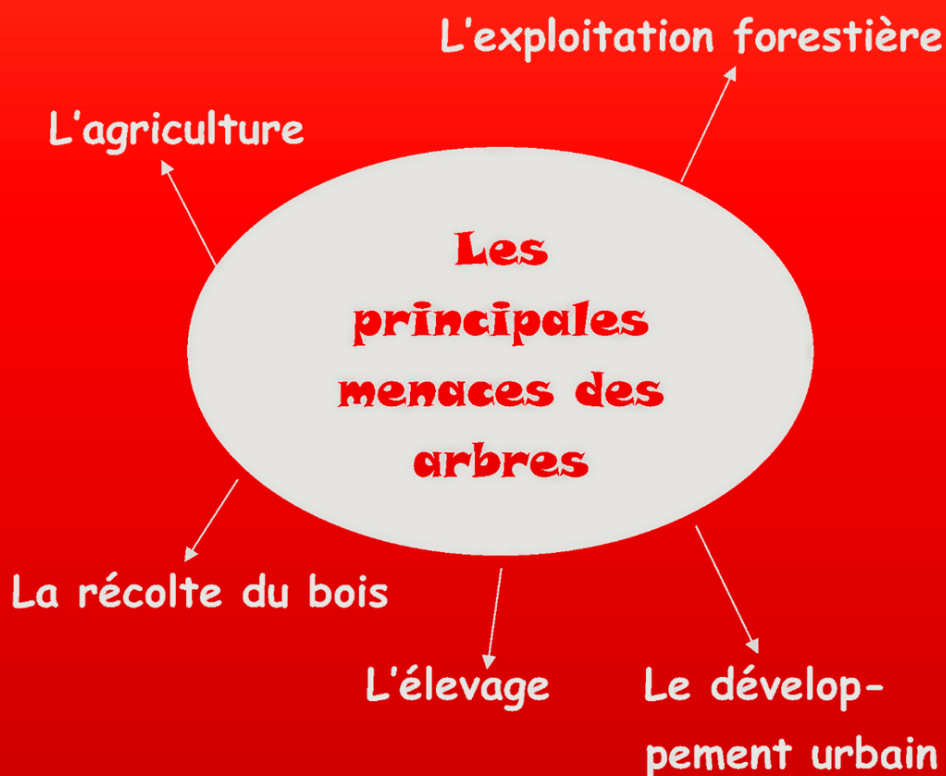 L'exploitation forestière
L'agriculture
Les
principales
menaces des
arbres
La récolte du bois
L'élevage
Le dévelop-
pement urbain